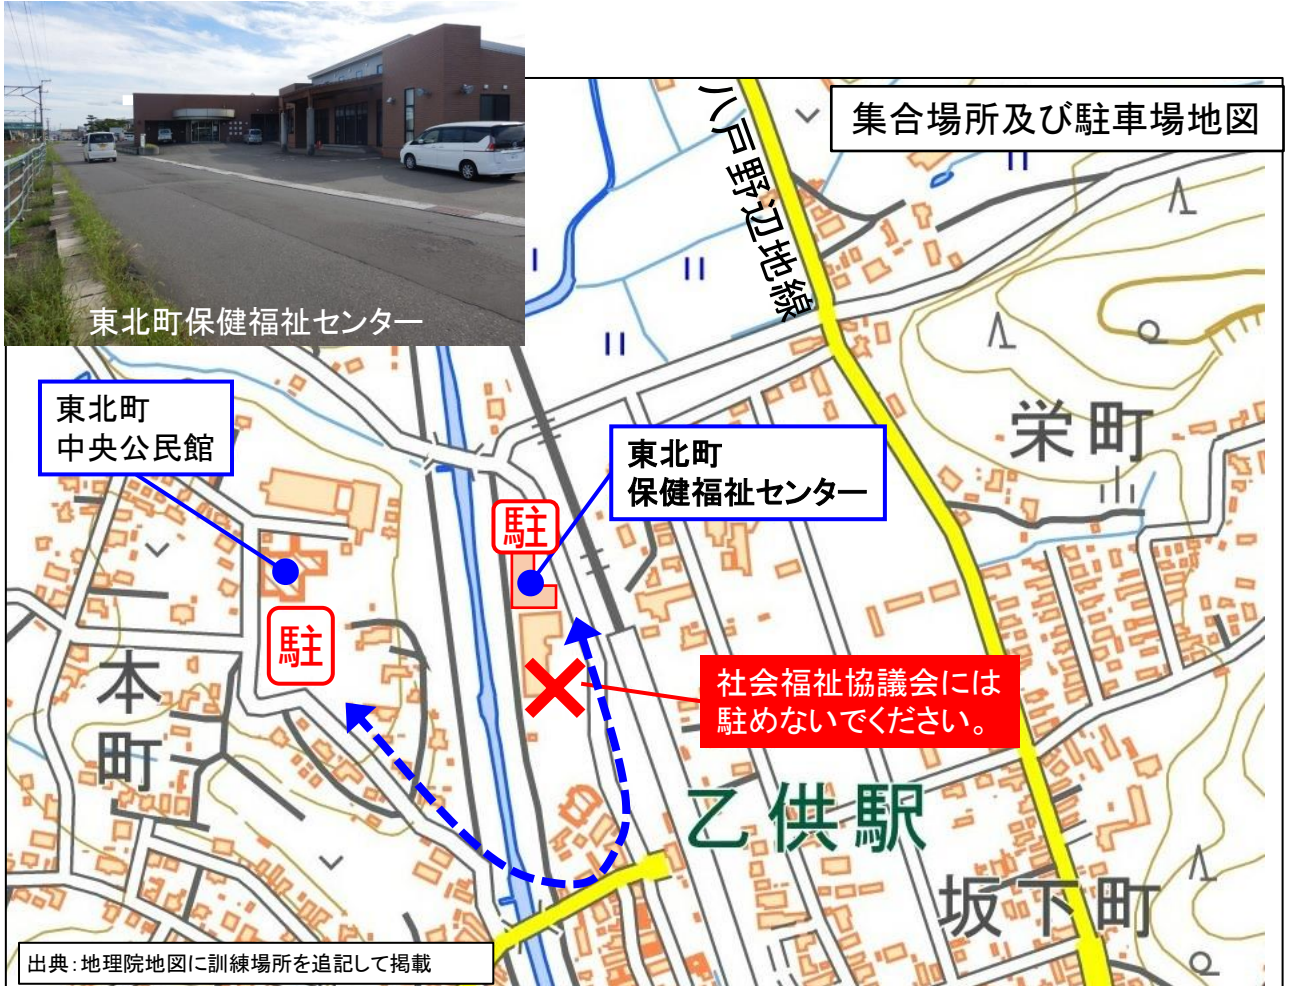 集合場所及び駐車場地図
八戸野辺地線
東北町保健福祉センター
東北町
中央公民館
東北町
保健福祉センター
栄町
駐
駐
本町
社会福祉協議会には
駐めないでください。
乙供駅
坂下町
出典:地理院地図に訓練場所を追記して掲載